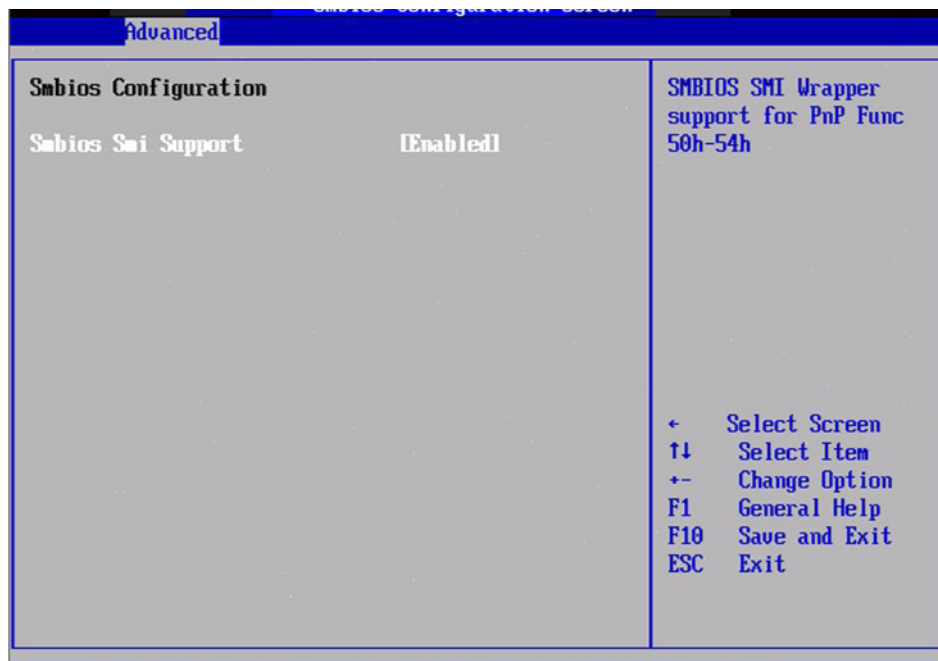 Advanced
Smbios Configuration
Smbios Smi Support [Enabled]
SMBIOS SMI Wrapper
support for PnP Func
50h-54h
← Select Screen
↑↓ Select Item
+- Change Option
F1 General Help
F10 Save and Exit
ESC Exit